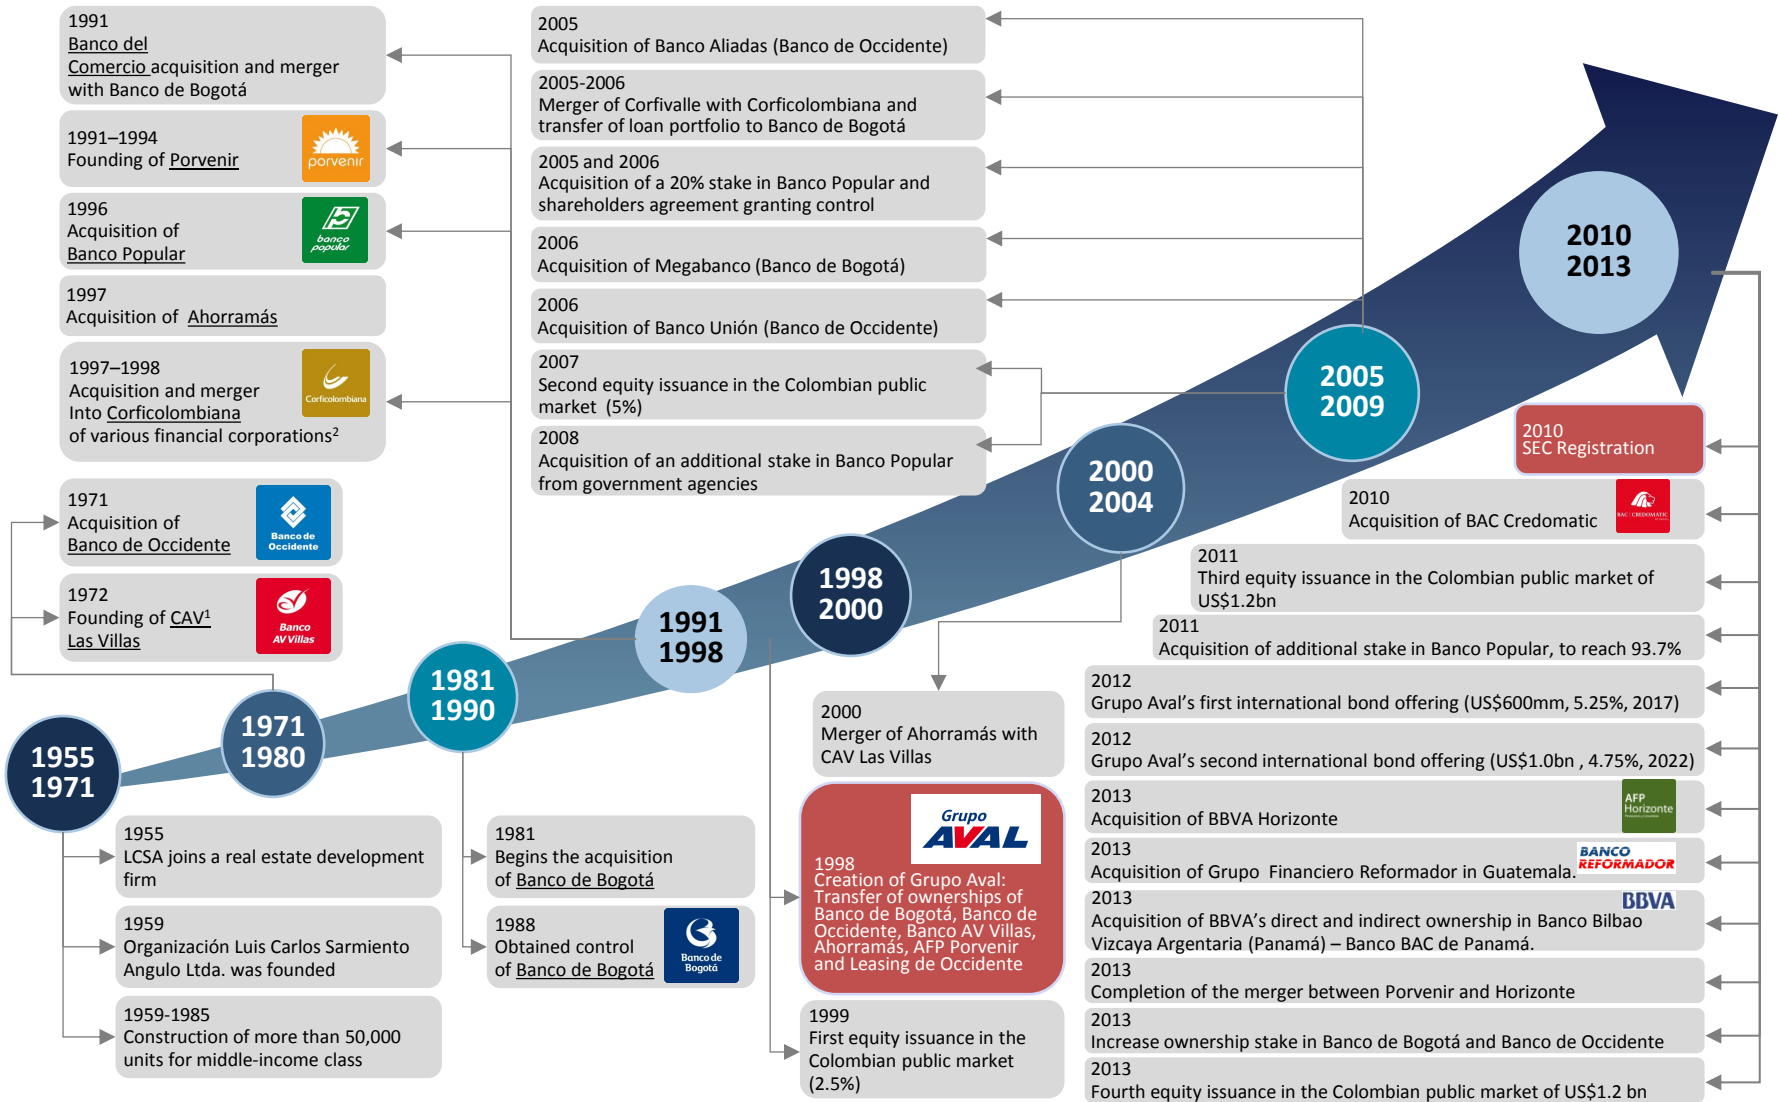 1991
Banco del
Comercio acquisition and merger
with Banco de Bogotá
1991–1994
Founding of Porvenir
porvenir
1996
Acquisition of
Banco Popular
banco
popular
1997
Acquisition of Ahorramás
1997–1998
Acquisition and merger
Into Corficolombiana
of various financial corporations²
Corficolombiana
1971
Acquisition of
Banco de Occidente
Banco de
Occidente
1972
Founding of CAV¹
Las Villas
Banco
AV Villas
2005
Acquisition of Banco Aliadas (Banco de Occidente)
2005-2006
Merger of Corfivalle with Corficolombiana and
transfer of loan portfolio to Banco de Bogotá
2005 and 2006
Acquisition of a 20% stake in Banco Popular and
shareholders agreement granting control
2006
Acquisition of Megabanco (Banco de Bogotá)
2006
Acquisition of Banco Unión (Banco de Occidente)
2007
Second equity issuance in the Colombian public
market (5%)
2008
Acquisition of an additional stake in Banco Popular
from government agencies
1955
1971
1971
1980
1981
1990
1991
1998
1998
2000
2000
2004
2005
2009
2010
2013
1955
LCSA joins a real estate development
firm
1959
Organización Luis Carlos Sarmiento
Angulo Ltda. was founded
1959-1985
Construction of more than 50,000
units for middle-income class
1981
Begins the acquisition
of Banco de Bogotá
1988
Obtained control
of Banco de Bogotá
Banco de
Bogotá
2000
Merger of Ahorramás with
CAV Las Villas
Grupo
AVAL
1998
Creation of Grupo Aval:
Transfer of ownerships of
Banco de Bogotá, Banco de
Occidente, Banco AV Villas,
Ahorramás, AFP Porvenir
and Leasing de Occidente
1999
First equity issuance in the
Colombian public market
(2.5%)
2010
SEC Registration
2010
Acquisition of BAC Credomatic
BAC | CREDOMATIC
2011
Third equity issuance in the Colombian public market of
US$1.2bn
2011
Acquisition of additional stake in Banco Popular, to reach 93.7%
2012
Grupo Aval’s first international bond offering (US$600mm, 5.25%, 2017)
2012
Grupo Aval’s second international bond offering (US$1.0bn , 4.75%, 2022)
2013
Acquisition of BBVA Horizonte
AFP
Horizonte
2013
Acquisition of Grupo Financiero Reformador in Guatemala.
BANCO
REFORMADOR
2013
Acquisition of BBVA’s direct and indirect ownership in Banco Bilbao
Vizcaya Argentaria (Panamá) – Banco BAC de Panamá.
BBVA
2013
Completion of the merger between Porvenir and Horizonte
2013
Increase ownership stake in Banco de Bogotá and Banco de Occidente
2013
Fourth equity issuance in the Colombian public market of US$1.2 bn